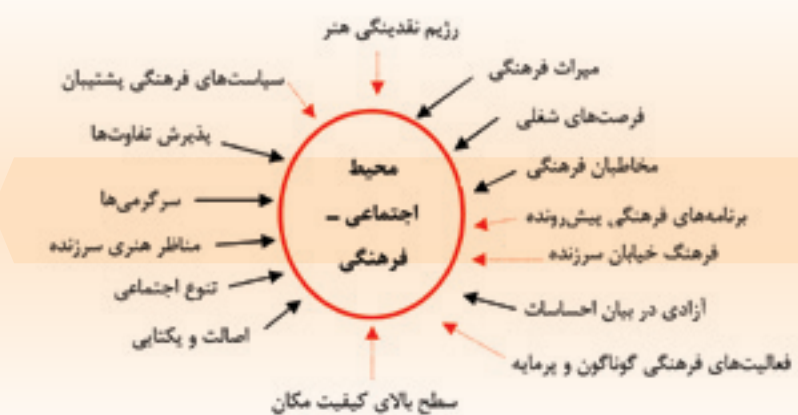 رژیم نقدینگی هنر
میراث فرهنگی
سیاست‌های فرهنگی پشتیبان
فرصت‌های شغلی
پذیرش تفاوت‌ها
مخاطبان فرهنگی
سرگرمی‌ها
برنامه‌های فرهنگی پیش‌رونده
مناظر هنری سرزنده
فرهنگ خیابان سرزنده
تنوع اجتماعی
آزادی در بیان احساسات
اصالت و یکتایی
فعالیت‌های فرهنگی گوناگون و پرمایه
سطح بالای کیفیت مکان
محیط
اجتماعی -
فرهنگی